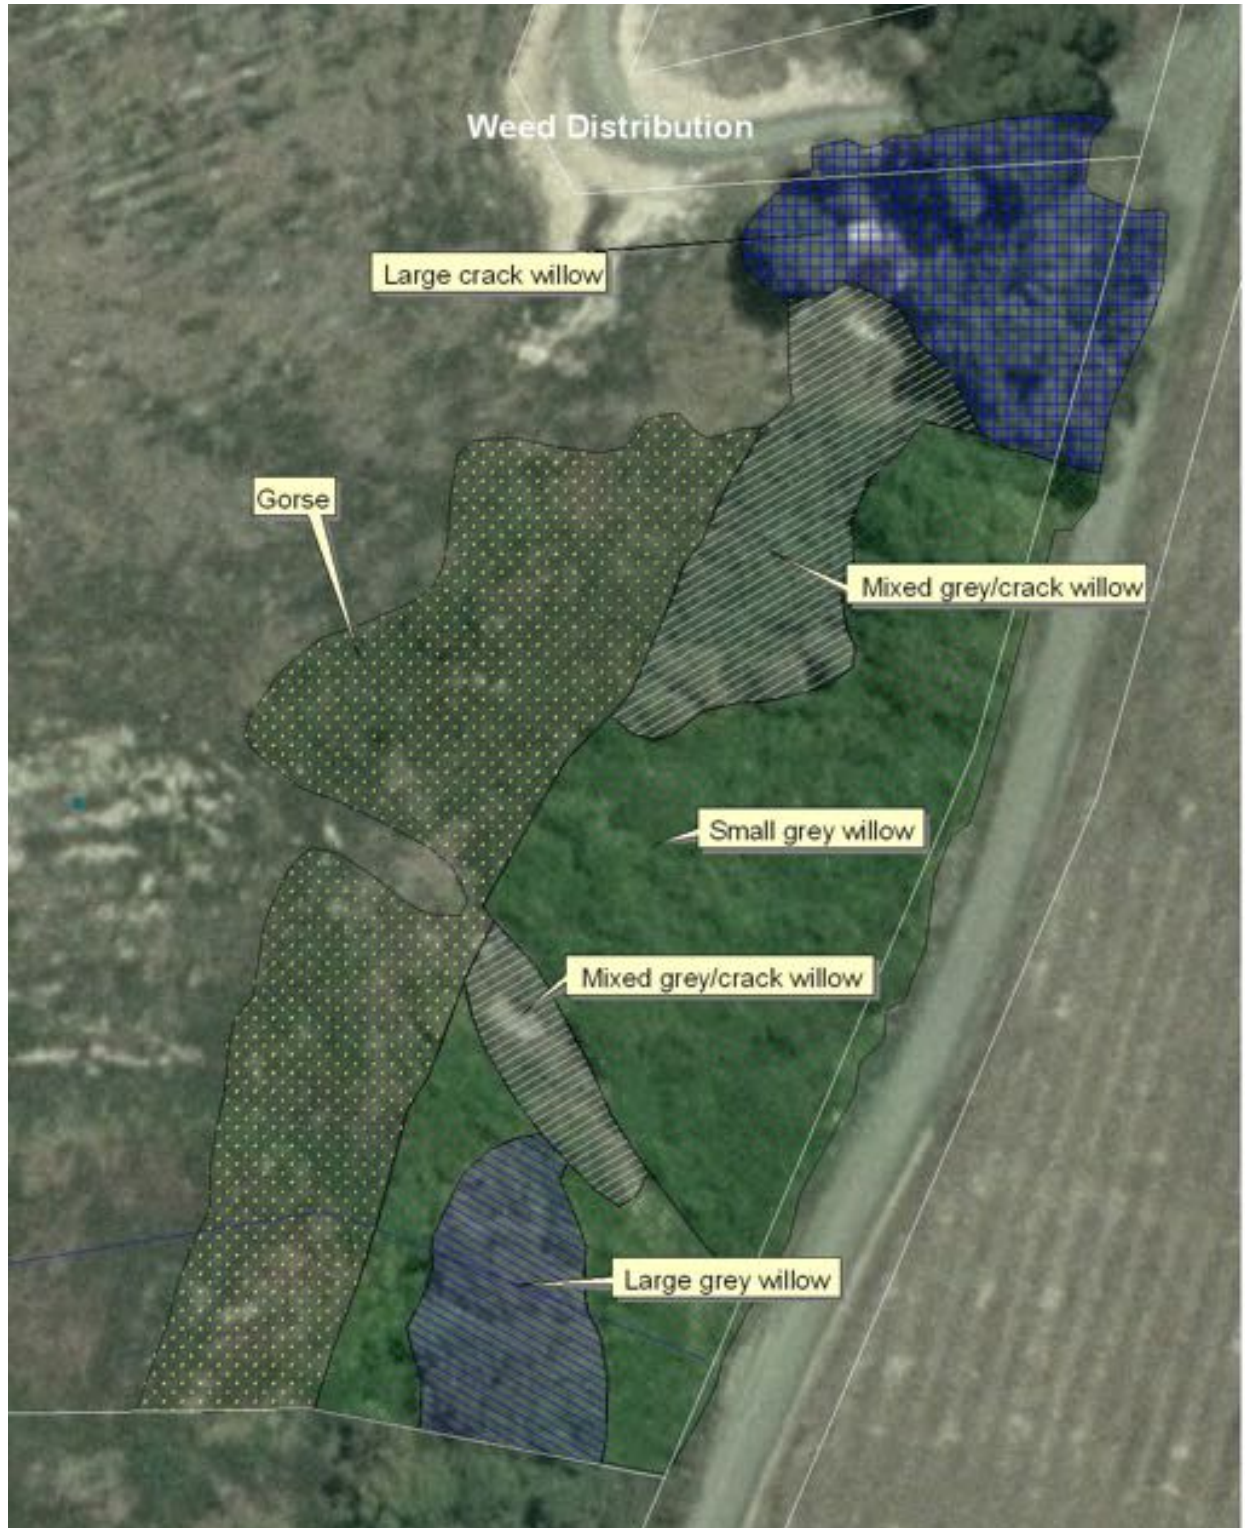 Weed Distribution
Large crack willow
Gorse
Mixed grey/crack willow
Small grey willow
Mixed grey/crack willow
Large grey willow